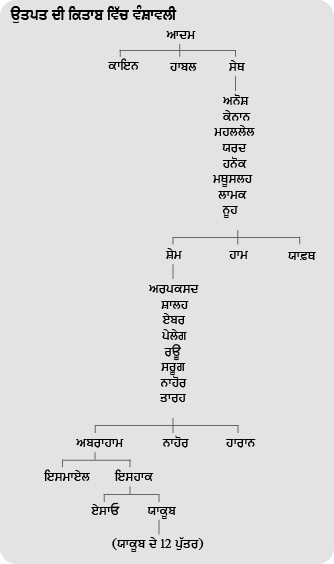 ਉਤਪਤ ਦੀ ਕਿਤਾਬ ਵਿੱਚ ਵੰਸ਼ਾਵਲੀ
ਆਦਮ
ਕਾਇਨ ਹਾਬਲ ਸੇਥ
ਅਨੋਸ਼
ਕੇਨਾਨ
ਮਹਲਲੇਲ
ਯਰਦ
ਹਨੋਕ
ਮਥੂਸਲਹ
ਲਾਮਕ
ਨੂਹ
ਸ਼ੇਮ ਹਾਮ ਯਾਫ਼ਥ
ਅਰਪਕਸਦ
ਸ਼ਾਲਹ
ਏਬਰ
ਪੇਲੇਗ
ਰਊ
ਸਰੂਗ
ਨਾਹੋਰ
ਤਾਰਹ
ਅਬਰਾਹਾਮ ਨਾਹੋਰ ਹਾਰਾਨ
ਇਸਮਾਏਲ ਇਸਹਾਕ
ਏਸਾਓ ਯਾਕੂਬ
(ਯਾਕੂਬ ਦੇ 12 ਪੁੱਤਰ)